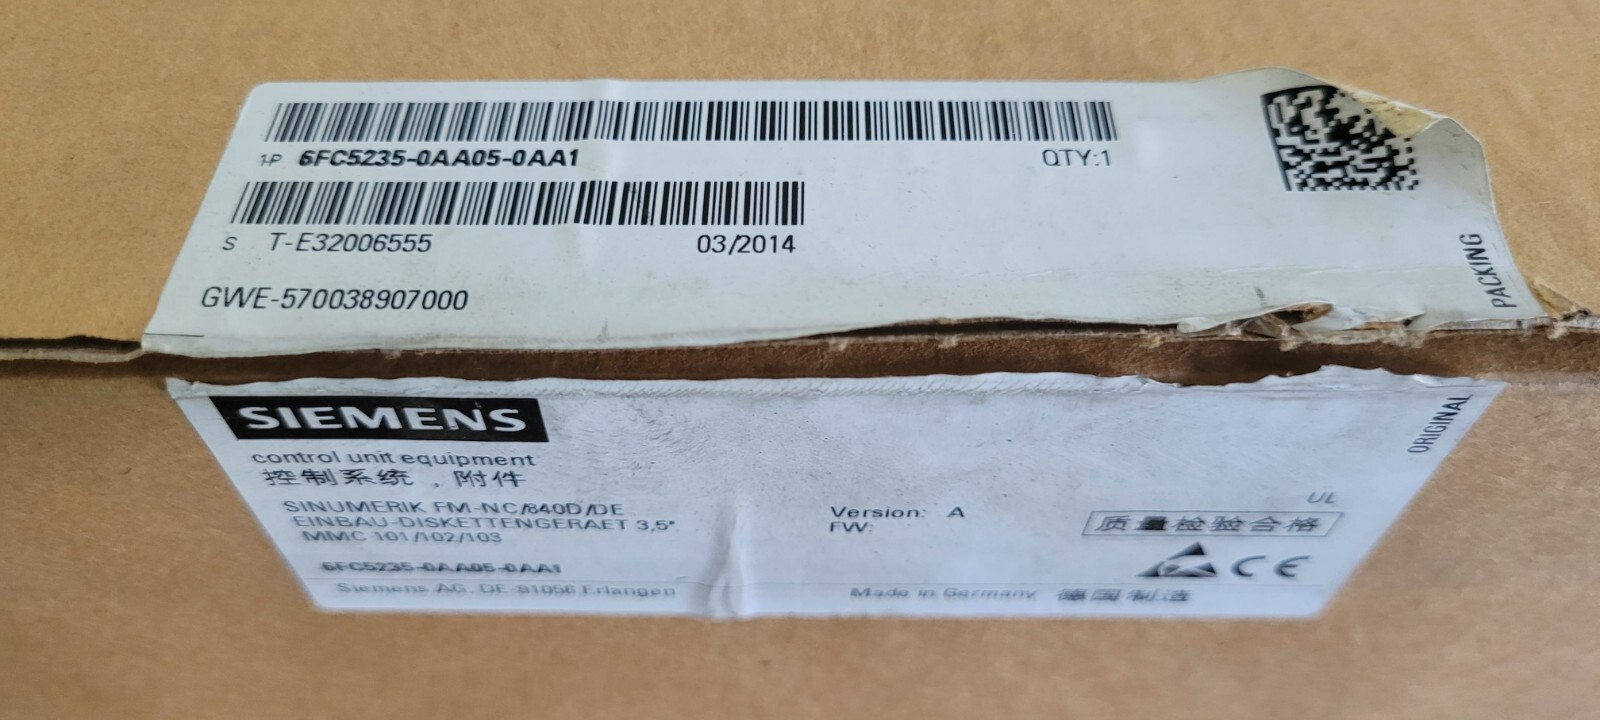 1P 6FC5235-0AA05-0AA1 QTY:1
S T-E32006555 03/2014
GWE-570038907000
PACKING
SIEMENS
ORIGINAL
control unit equipment
控制系统，附件
SINUMERIK FM-NC/840D/DE
EINBAU-DISKETTENGERAET 3,5"
MMC 101/102/103
Version: A
FW:
UL
质量检验合格
6FC5235-0AA05-0AA1
CE
Siemens AG, DE-91056 Erlangen
Made in Germany 德国制造